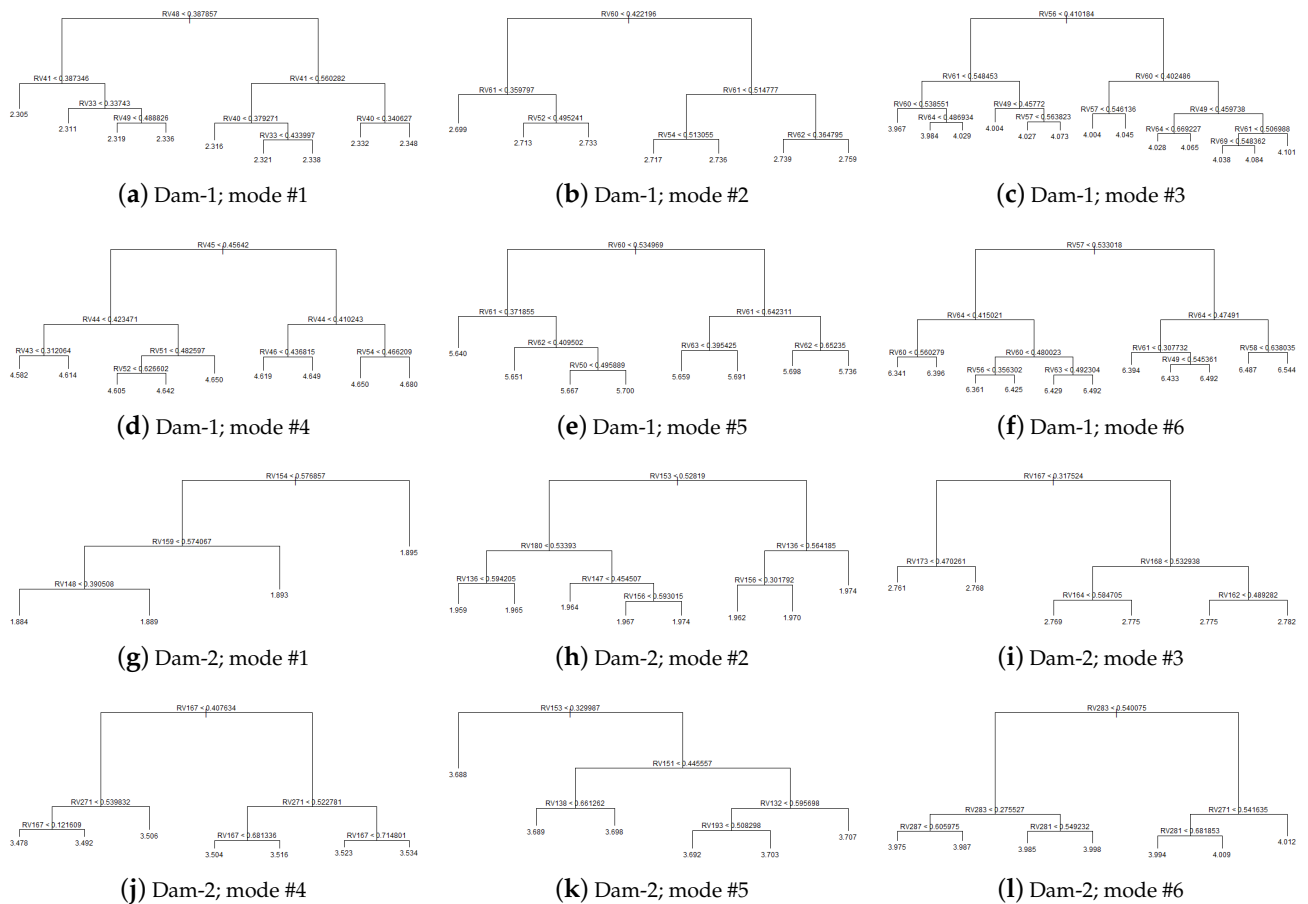 RV48 < 0.387857
RV41 < 0.387346
RV41 < 0.560282
2.305
RV33 < 0.33743
RV40 < 0.379271
RV40 < 0.340627
2.311
RV49 < 0.488826
2.316
RV33 < 0.433997
2.332
2.348
2.319
2.336
2.321
2.338
(a) Dam-1; mode #1
RV60 < 0.422196
RV61 < 0.359797
RV61 < 0.514777
2.699
RV52 < 0.495241
RV54 < 0.513055
RV62 < 0.364795
2.713
2.733
2.717
2.736
2.739
2.759
(b) Dam-1; mode #2
RV56 < 0.410184
RV61 < 0.548453
RV60 < 0.402486
RV60 < 0.538551
RV49 < 0.45772
RV57 < 0.546136
RV49 < 0.459738
3.967
RV64 < 0.486934
4.004
RV57 < 0.563823
4.004
4.045
RV64 < 0.669227
RV61 < 0.506988
3.984
4.029
4.027
4.073
4.028
4.065
RV69 < 0.548362
4.101
4.038
4.084
(c) Dam-1; mode #3
RV45 < 0.45642
RV44 < 0.423471
RV44 < 0.410243
RV43 < 0.312064
RV51 < 0.482597
RV46 < 0.436815
RV54 < 0.466209
4.582
4.614
RV52 < 0.626602
4.650
4.619
4.649
4.650
4.680
4.605
4.642
(d) Dam-1; mode #4
RV60 < 0.534969
RV61 < 0.371855
RV61 < 0.642311
5.640
RV62 < 0.409502
RV63 < 0.395425
RV62 < 0.65235
5.651
RV50 < 0.495889
5.659
5.691
5.698
5.736
5.667
5.700
(e) Dam-1; mode #5
RV57 < 0.533018
RV64 < 0.415021
RV64 < 0.47491
RV60 < 0.560279
RV60 < 0.480023
RV61 < 0.307732
RV58 < 0.638035
6.341
6.396
RV56 < 0.356302
RV63 < 0.492304
6.394
RV49 < 0.545361
6.487
6.544
6.361
6.425
6.429
6.492
6.433
6.492
(f) Dam-1; mode #6
RV154 < 0.576857
RV159 < 0.574067
1.895
RV148 < 0.390508
1.893
1.884
1.889
(g) Dam-2; mode #1
RV153 < 0.52819
RV180 < 0.53393
RV136 < 0.564185
RV136 < 0.594205
RV147 < 0.454507
RV156 < 0.301792
1.974
1.959
1.965
1.964
RV156 < 0.593015
1.962
1.970
1.967
1.974
(h) Dam-2; mode #2
RV167 < 0.317524
RV173 < 0.470261
RV168 < 0.532938
2.761
2.768
RV164 < 0.584705
RV162 < 0.489282
2.769
2.775
2.775
2.782
(i) Dam-2; mode #3
RV167 < 0.407634
RV271 < 0.539832
RV271 < 0.522781
RV167 < 0.121609
3.506
RV167 < 0.681336
RV167 < 0.714801
3.478
3.492
3.504
3.516
3.523
3.534
(j) Dam-2; mode #4
RV153 < 0.329987
3.688
RV151 < 0.445557
RV138 < 0.661262
RV132 < 0.595698
3.689
3.698
RV193 < 0.508298
3.707
3.692
3.703
(k) Dam-2; mode #5
RV283 < 0.540075
RV283 < 0.275527
RV271 < 0.541635
RV287 < 0.605975
RV281 < 0.549232
RV281 < 0.681853
4.012
3.975
3.987
3.985
3.998
3.994
4.009
(l) Dam-2; mode #6